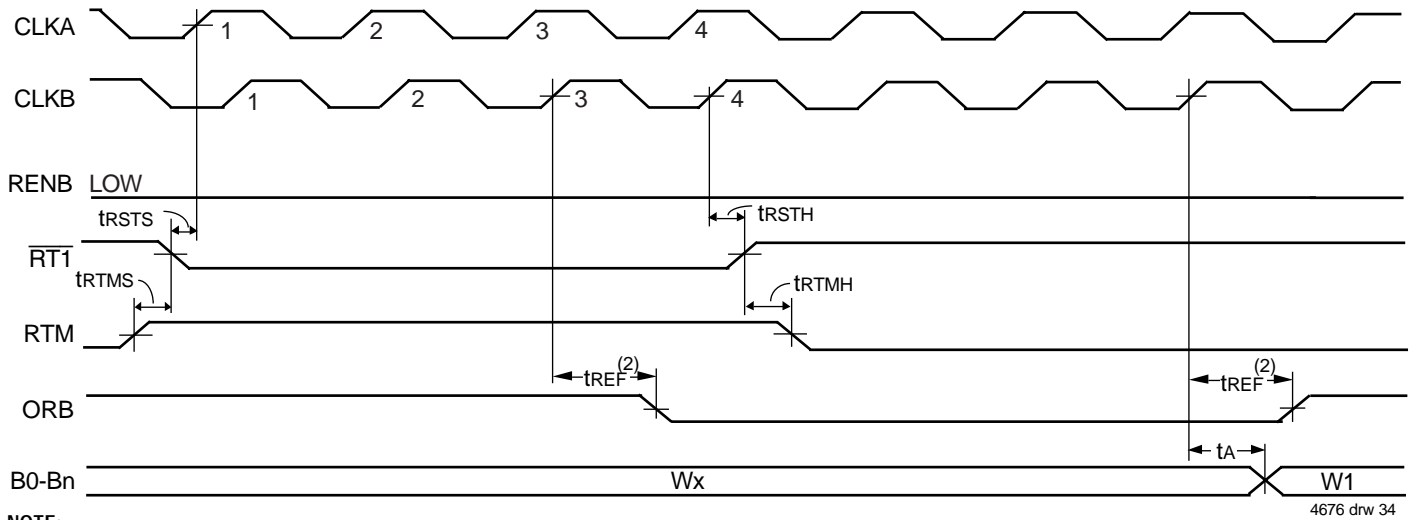 CLKA 1 2 3 4
CLKB 1 2 3 4
RENB LOW
tRSTS tRSTH
RT1
tRTMS tRTMH
RTM
tREF(2) tREF(2)
ORB
tA
B0-Bn Wx W1
4676 drw 34
NOTE: